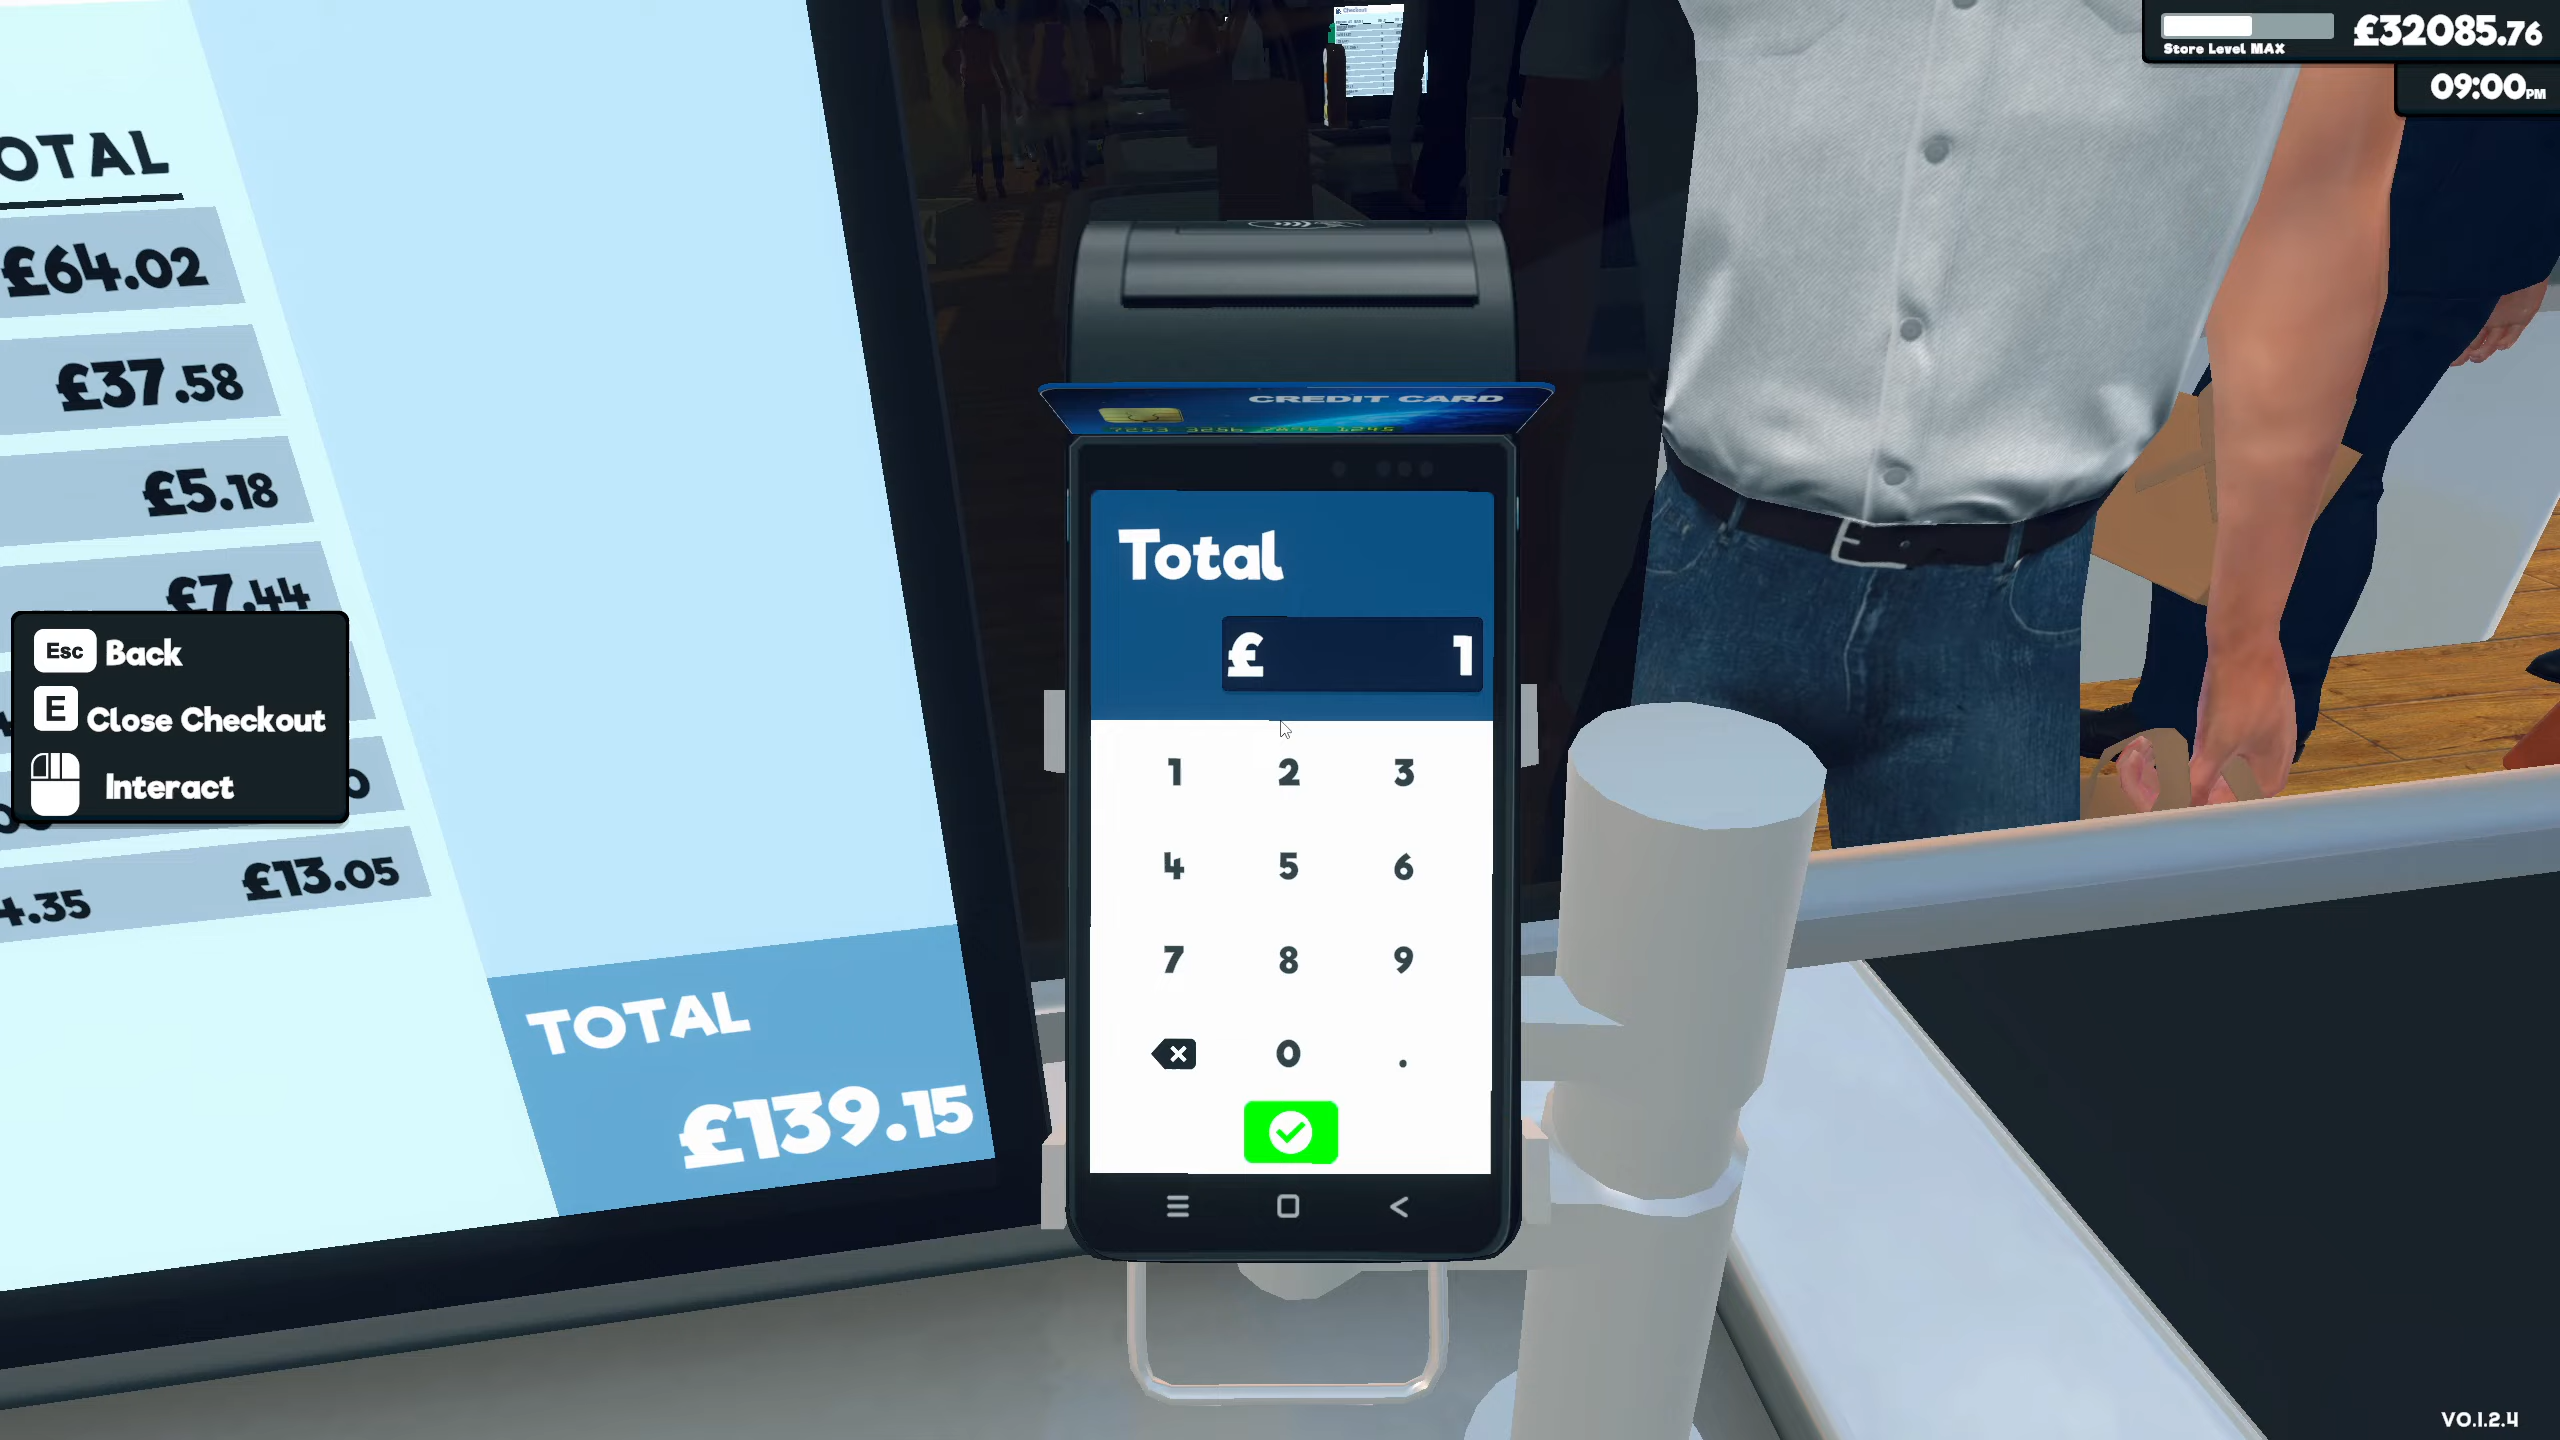 Store Level MAX
£32085.76
09:00PM
TOTAL
£64.02
£37.58
£5.18
£7.44
£13.05
TOTAL
£139.15
Esc Back
E Close Checkout
Interact
CREDIT CARD
Total
£ 1
1 2 3
4 5 6
7 8 9
0 .
V0.1.2.4